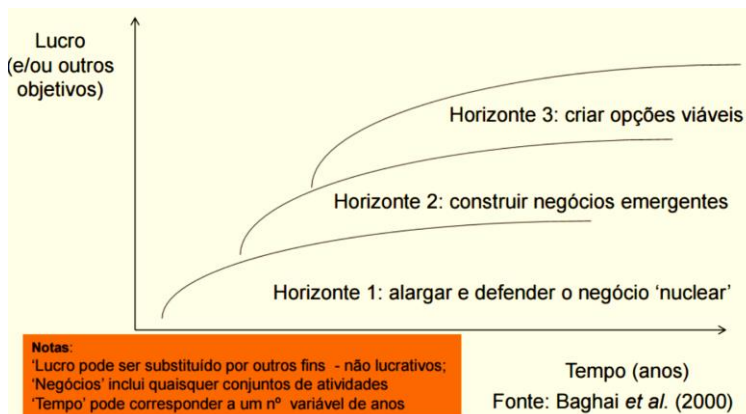 Lucro
(e/ou outros
objetivos)
Horizonte 3: criar opções viáveis
Horizonte 2: construir negócios emergentes
Horizonte 1: alargar e defender o negócio ‘nuclear’
Notas:
‘Lucro pode ser substituído por outros fins - não lucrativos;
‘Negócios’ inclui quaisquer conjuntos de atividades
‘Tempo’ pode corresponder a um nº variável de anos
Tempo (anos)
Fonte: Baghai et al. (2000)